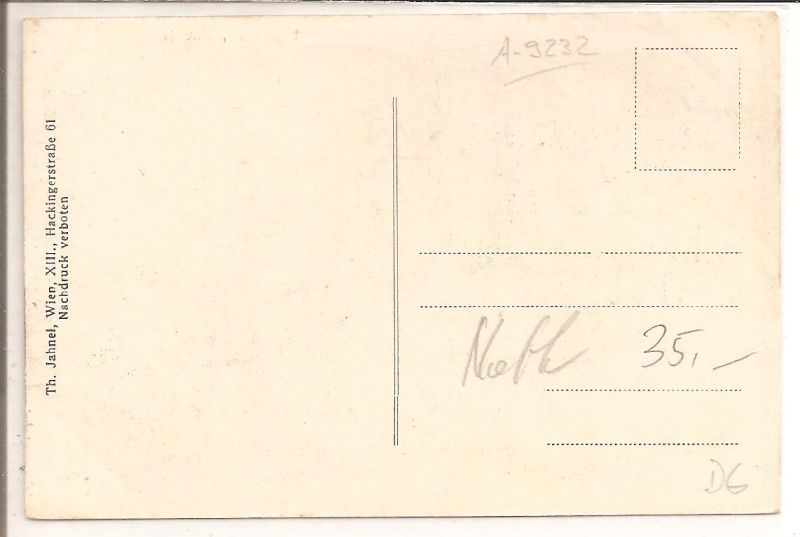 A-9232
Th. Jahnel, Wien, XIII., Hackingerstraße 61
Nachdruck verboten
35,—
DG